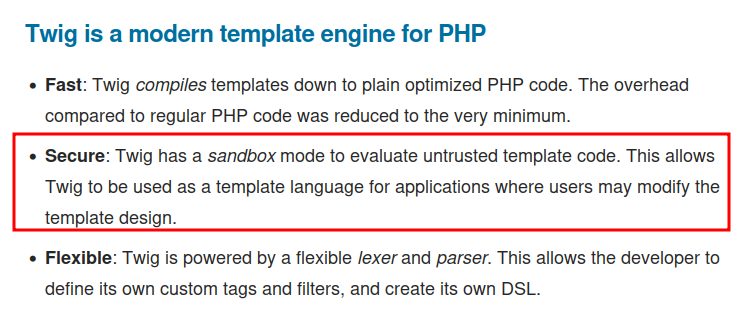 Twig is a modern template engine for PHP
• Fast: Twig compiles templates down to plain optimized PHP code. The overhead
compared to regular PHP code was reduced to the very minimum.
• Secure: Twig has a sandbox mode to evaluate untrusted template code. This allows
Twig to be used as a template language for applications where users may modify the
template design.
• Flexible: Twig is powered by a flexible lexer and parser. This allows the developer to
define its own custom tags and filters, and create its own DSL.